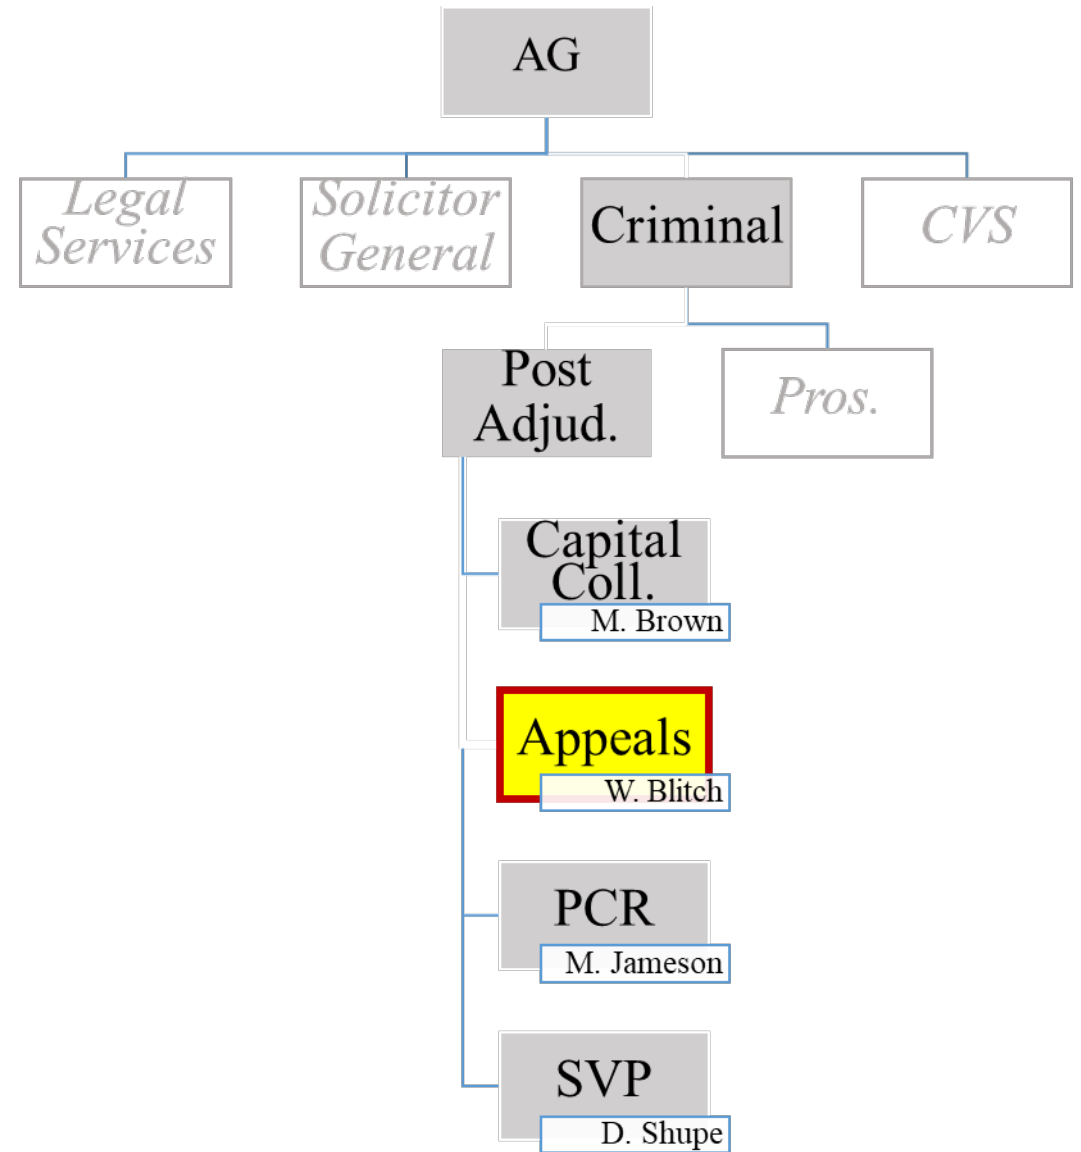 AG
Legal
Services
Solicitor
General
Criminal
CVS
Post
Adjud.
Pros.
Capital
Coll.
M. Brown
Appeals
W. Blitch
PCR
M. Jameson
SVP
D. Shupe